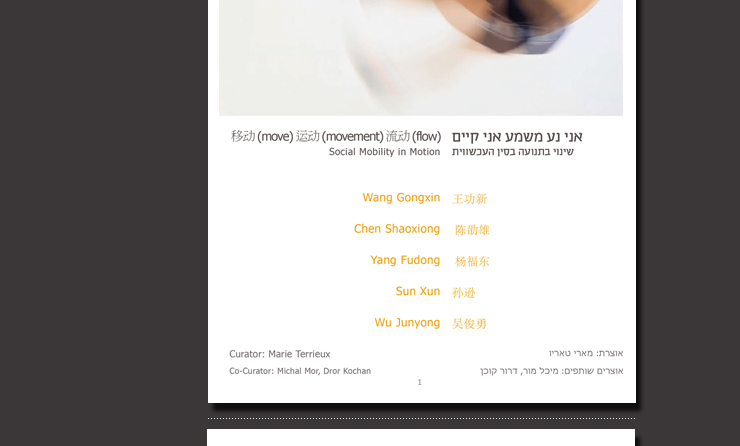 移动 (move) 运动 (movement) 流动 (flow)
אני נע משמע אני קיים
Social Mobility in Motion
שינוי בתנועה בסין העכשווית
Wang Gongxin 王功新
Chen Shaoxiong 陈劭雄
Yang Fudong 杨福东
Sun Xun 孙逊
Wu Junyong 吴俊勇
Curator: Marie Terrieux
אוצרת: מארי טאריו
Co-Curator: Michal Mor, Dror Kochan
אוצרים שותפים: מיכל מור, דרור קוכן
1